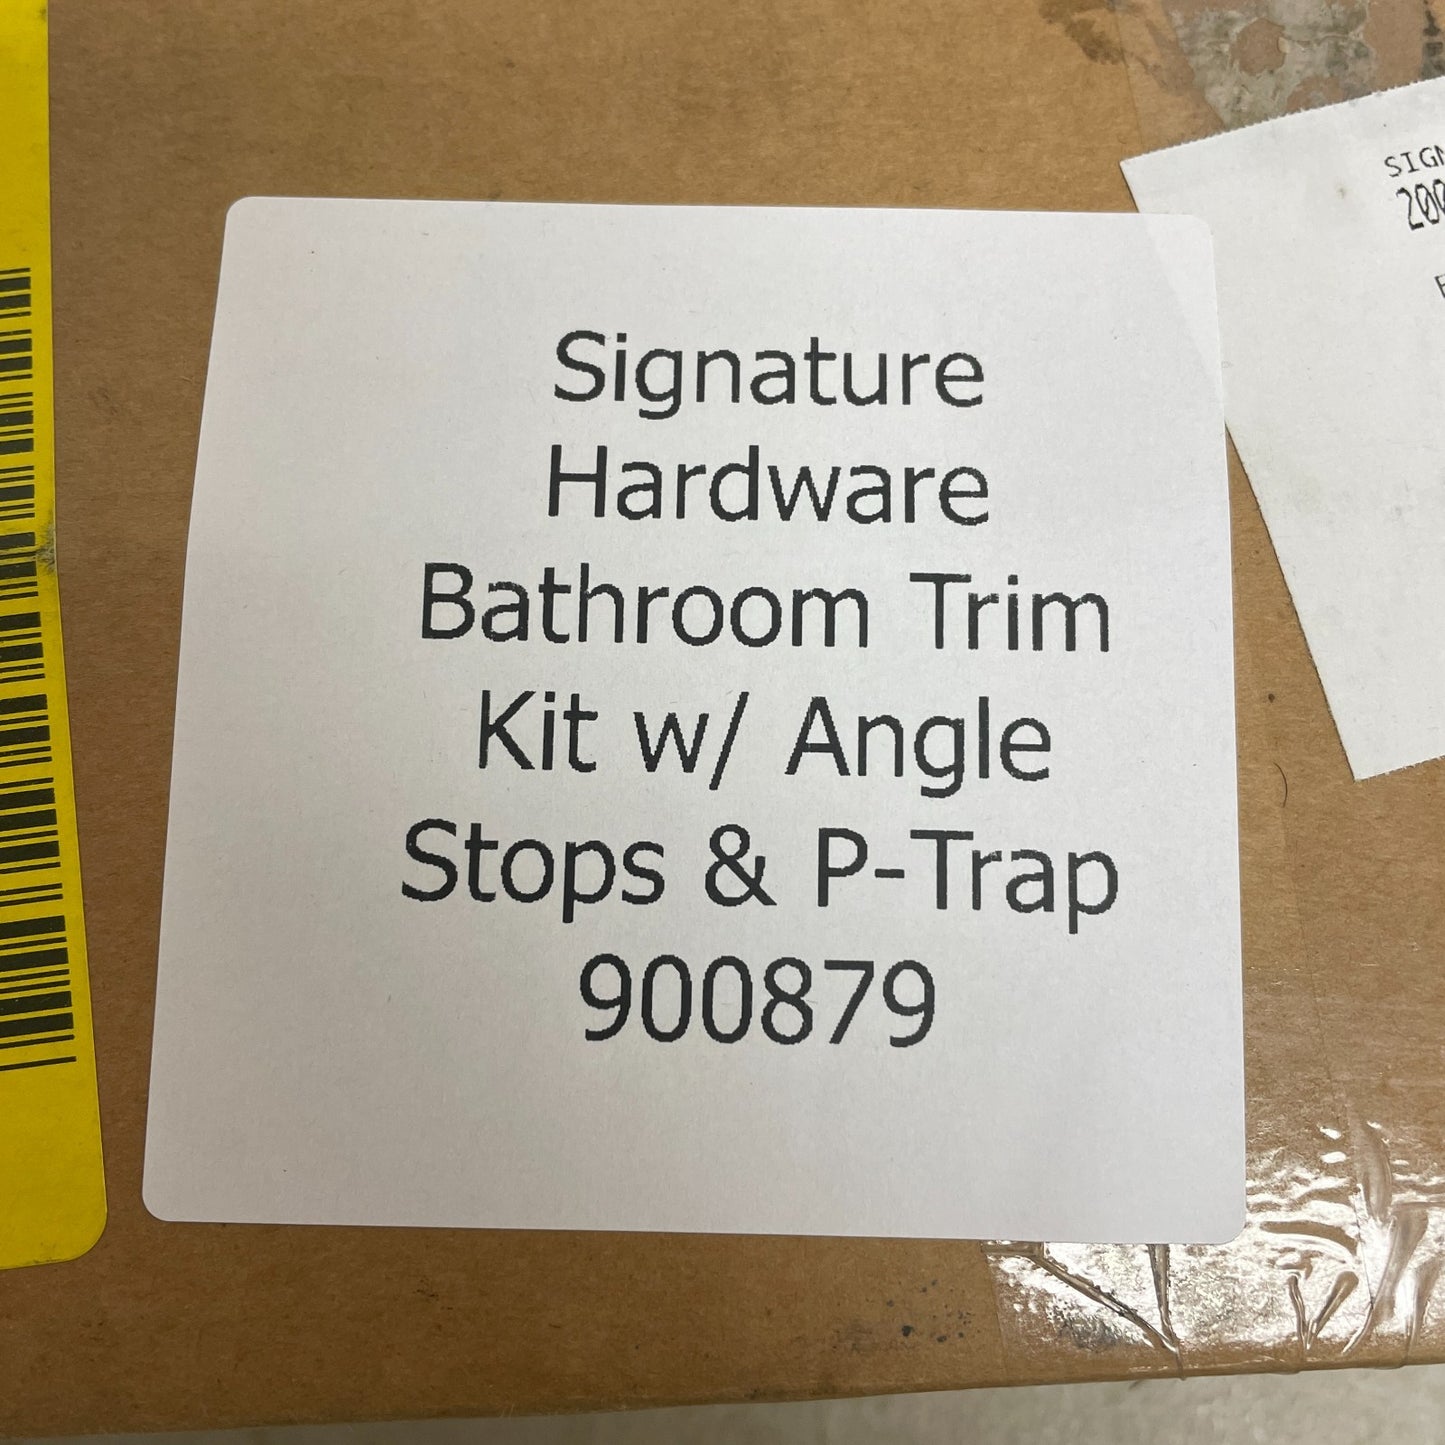 Signature
Hardware
Bathroom Trim
Kit w/ Angle
Stops & P-Trap
900879